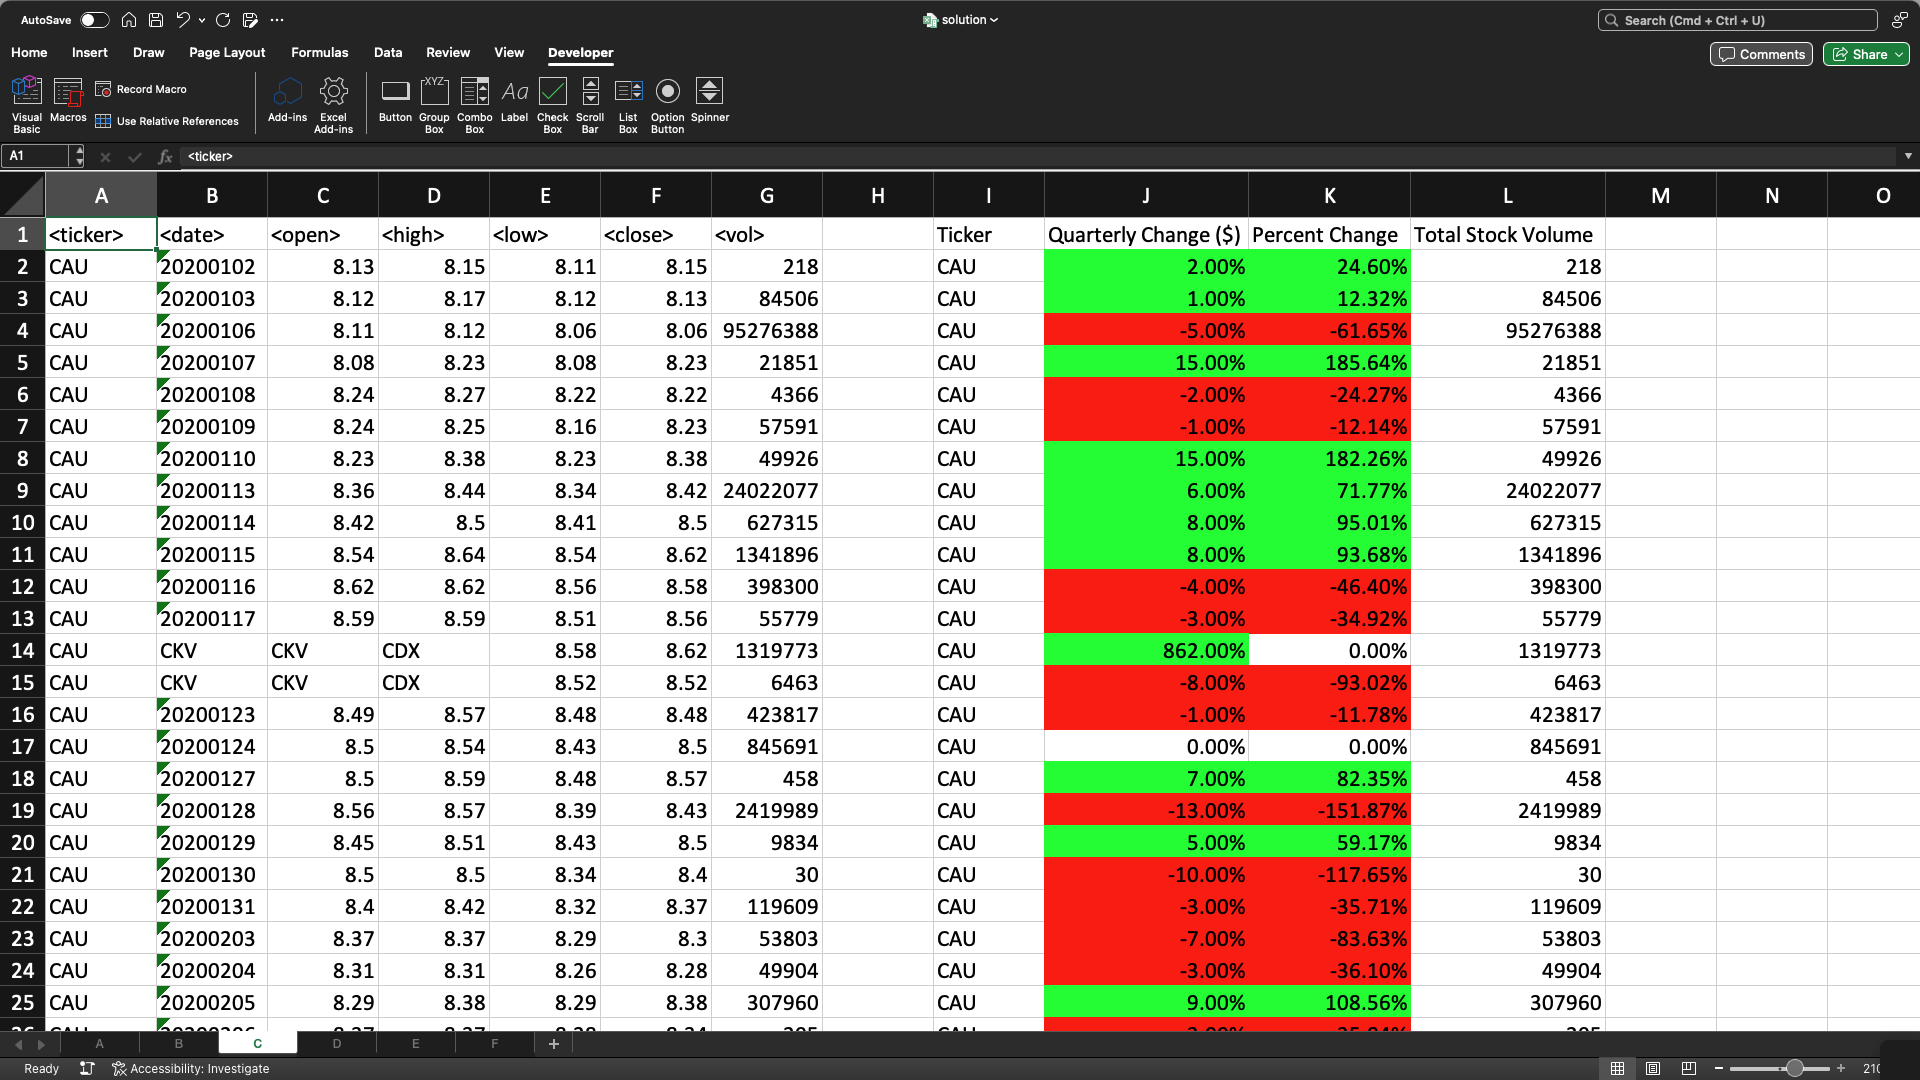 AutoSave
solution
Search (Cmd + Ctrl + U)
Home Insert Draw Page Layout Formulas Data Review View Developer
Comments Share
Visual Basic Macros Record Macro Use Relative References Add-ins Excel Add-ins Button Group Box Combo Box Label Check Box Scroll Bar List Box Option Button Spinner
A1 fx <ticker>
A B C D E F G H I J K L M N O
1 <ticker> <date> <open> <high> <low> <close> <vol> Ticker Quarterly Change ($) Percent Change Total Stock Volume
2 CAU 20200102 8.13 8.15 8.11 8.15 218 CAU 2.00% 24.60% 218
3 CAU 20200103 8.12 8.17 8.12 8.13 84506 CAU 1.00% 12.32% 84506
4 CAU 20200106 8.11 8.12 8.06 8.06 95276388 CAU -5.00% -61.65% 95276388
5 CAU 20200107 8.08 8.23 8.08 8.23 21851 CAU 15.00% 185.64% 21851
6 CAU 20200108 8.24 8.27 8.22 8.22 4366 CAU -2.00% -24.27% 4366
7 CAU 20200109 8.24 8.25 8.16 8.23 57591 CAU -1.00% -12.14% 57591
8 CAU 20200110 8.23 8.38 8.23 8.38 49926 CAU 15.00% 182.26% 49926
9 CAU 20200113 8.36 8.44 8.34 8.42 24022077 CAU 6.00% 71.77% 24022077
10 CAU 20200114 8.42 8.5 8.41 8.5 627315 CAU 8.00% 95.01% 627315
11 CAU 20200115 8.54 8.64 8.54 8.62 1341896 CAU 8.00% 93.68% 1341896
12 CAU 20200116 8.62 8.62 8.56 8.58 398300 CAU -4.00% -46.40% 398300
13 CAU 20200117 8.59 8.59 8.51 8.56 55779 CAU -3.00% -34.92% 55779
14 CAU CKV CKV CDX 8.58 8.62 1319773 CAU 862.00% 0.00% 1319773
15 CAU CKV CKV CDX 8.52 8.52 6463 CAU -8.00% -93.02% 6463
16 CAU 20200123 8.49 8.57 8.48 8.48 423817 CAU -1.00% -11.78% 423817
17 CAU 20200124 8.5 8.54 8.43 8.5 845691 CAU 0.00% 0.00% 845691
18 CAU 20200127 8.5 8.59 8.48 8.57 458 CAU 7.00% 82.35% 458
19 CAU 20200128 8.56 8.57 8.39 8.43 2419989 CAU -13.00% -151.87% 2419989
20 CAU 20200129 8.45 8.51 8.43 8.5 9834 CAU 5.00% 59.17% 9834
21 CAU 20200130 8.5 8.5 8.34 8.4 30 CAU -10.00% -117.65% 30
22 CAU 20200131 8.4 8.42 8.32 8.37 119609 CAU -3.00% -35.71% 119609
23 CAU 20200203 8.37 8.37 8.29 8.3 53803 CAU -7.00% -83.63% 53803
24 CAU 20200204 8.31 8.31 8.26 8.28 49904 CAU -3.00% -36.10% 49904
25 CAU 20200205 8.29 8.38 8.29 8.38 307960 CAU 9.00% 108.56% 307960
A B C D E F
Ready Accessibility: Investigate